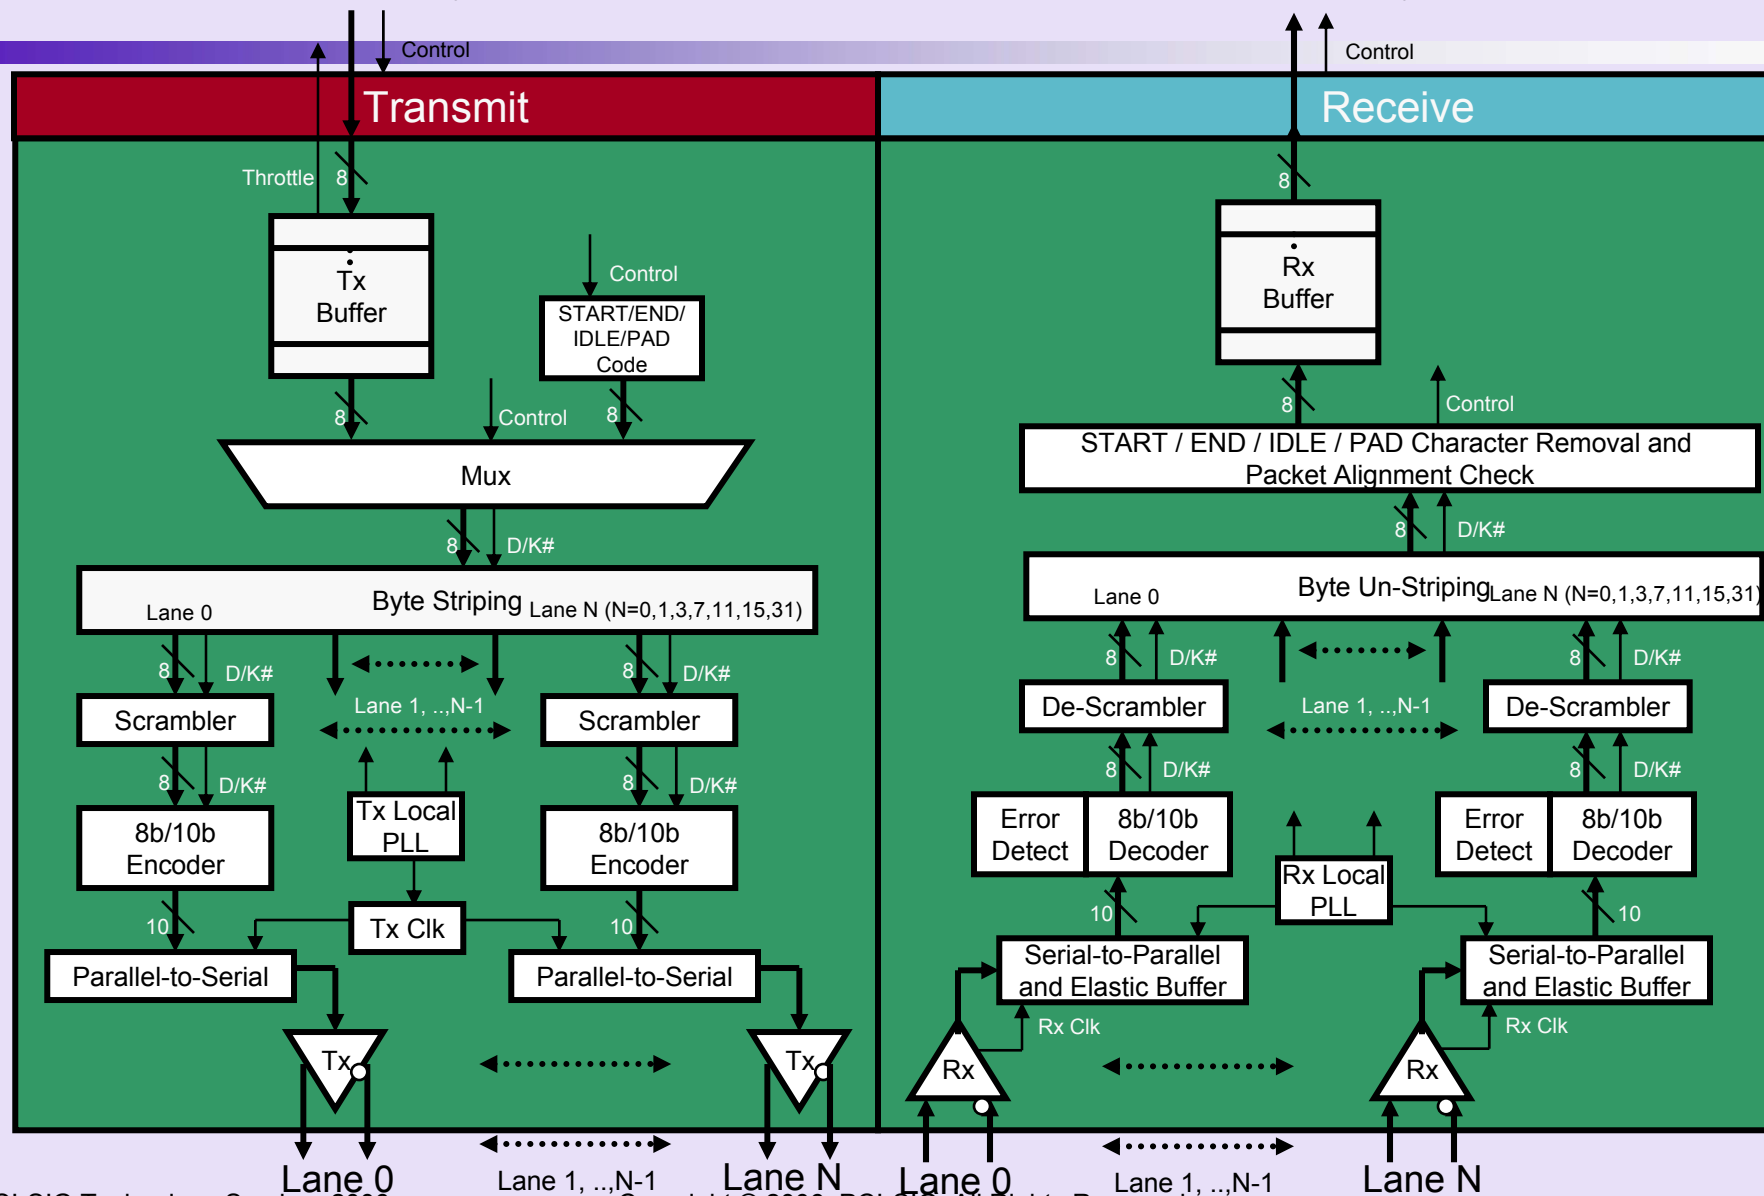 Control
Control
Transmit
Receive
Throttle
8
8
Tx
Buffer
Control
START/END/
IDLE/PAD
Code
Rx
Buffer
8
Control
8
8
Control
Mux
START / END / IDLE / PAD Character Removal and
Packet Alignment Check
8
D/K#
8
D/K#
Byte Striping
Lane 0
Lane N (N=0,1,3,7,11,15,31)
Byte Un-Striping
Lane 0
Lane N (N=0,1,3,7,11,15,31)
8
D/K#
8
D/K#
8
D/K#
8
D/K#
Scrambler
Lane 1, ..,N-1
Scrambler
De-Scrambler
Lane 1, ..,N-1
De-Scrambler
8
D/K#
8
D/K#
8
D/K#
8
D/K#
8b/10b
Encoder
Tx Local
PLL
8b/10b
Encoder
Error
Detect
8b/10b
Decoder
Rx Local
PLL
Error
Detect
8b/10b
Decoder
10
Tx Clk
10
10
10
Parallel-to-Serial
Parallel-to-Serial
Serial-to-Parallel
and Elastic Buffer
Serial-to-Parallel
and Elastic Buffer
Rx Clk
Rx Clk
Tx
Tx
Rx
Rx
Lane 0
Lane 1, ..,N-1
Lane N
Lane 0
Lane 1, ..,N-1
Lane N